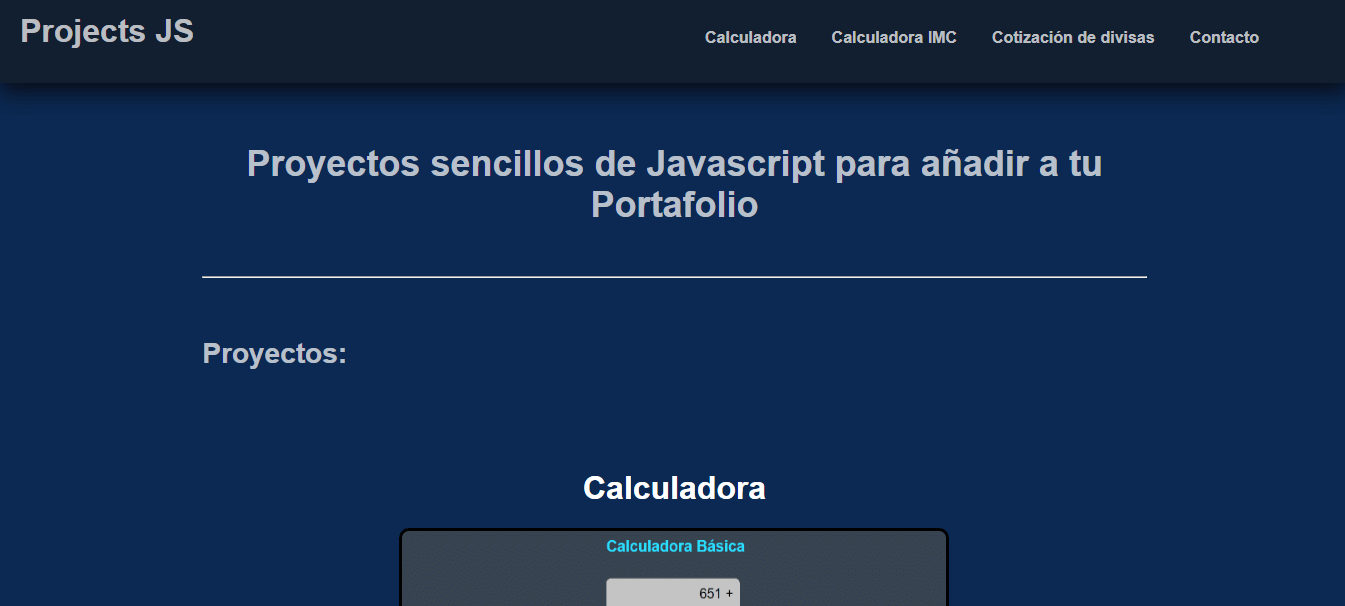 Projects JS
Calculadora Calculadora IMC Cotización de divisas Contacto
Proyectos sencillos de Javascript para añadir a tu
Portafolio
Proyectos:
Calculadora
Calculadora Básica
651 +